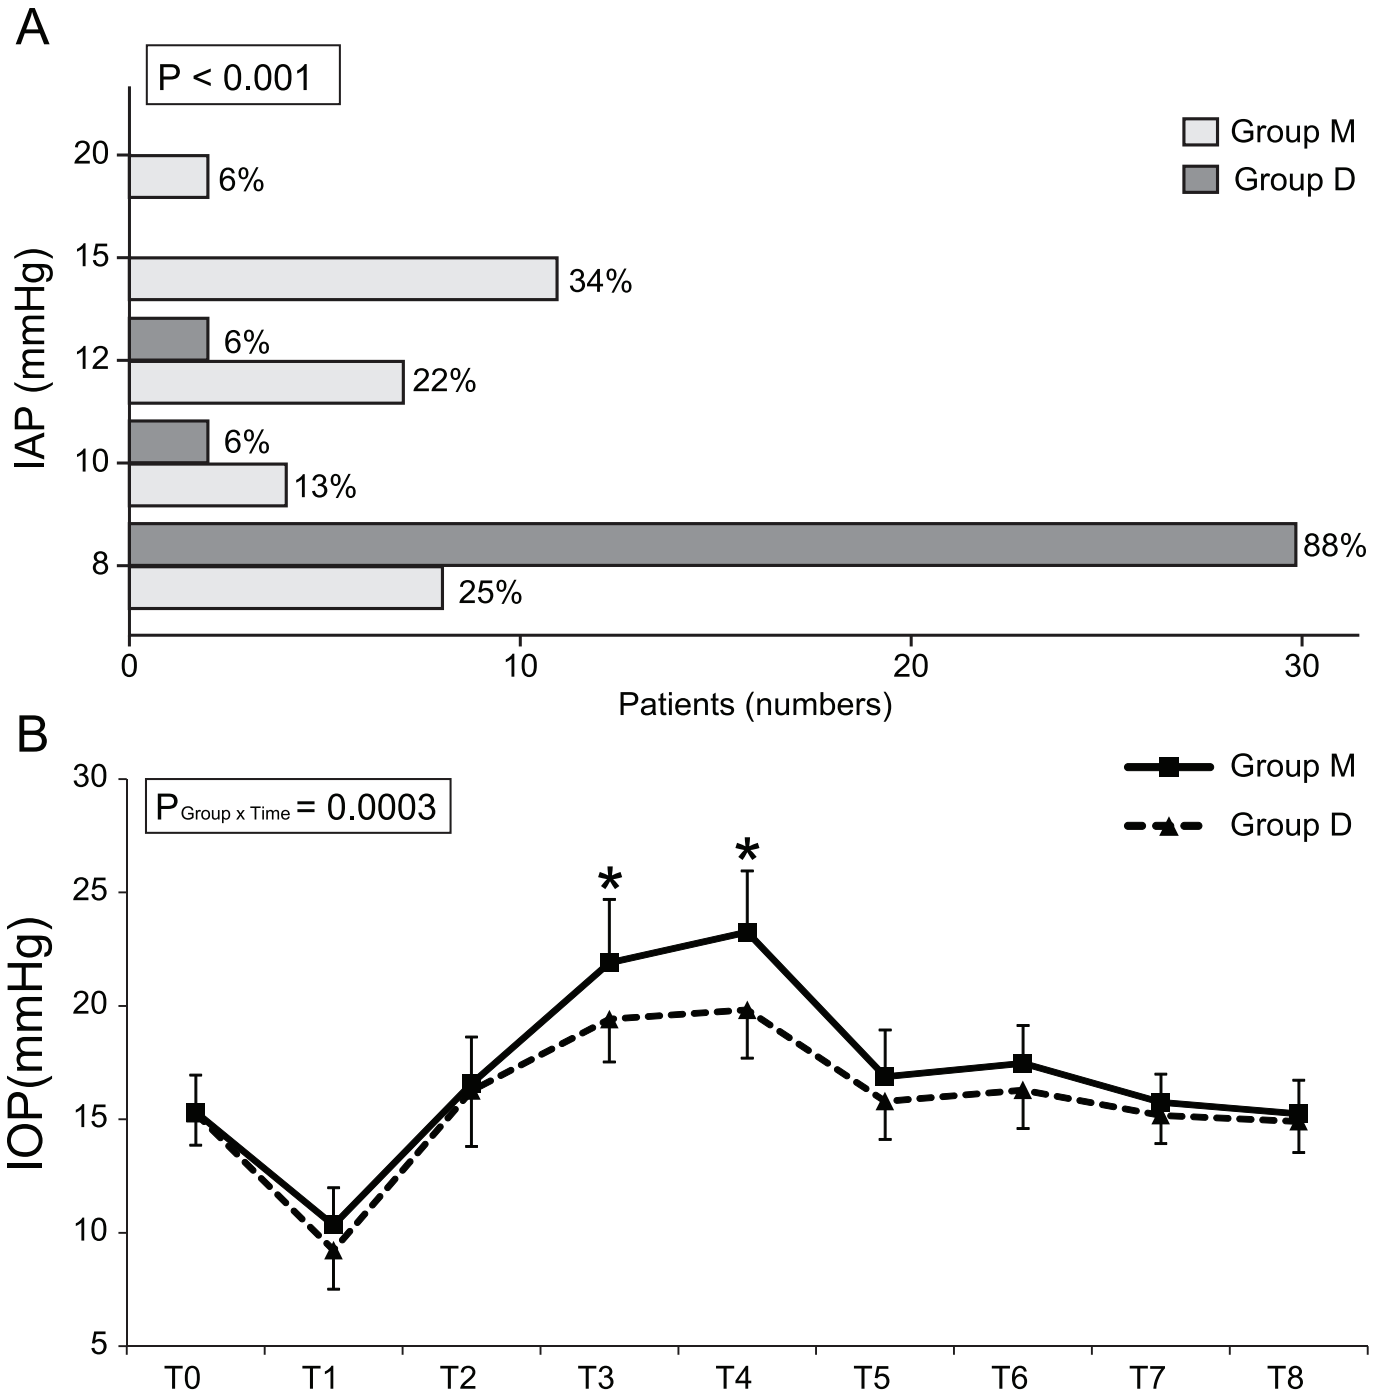 A
P < 0.001
Group M
Group D
20
6%
15
34%
6%
12
22%
6%
10
13%
88%
8
25%
0 10 20 30
Patients (numbers)
IAP (mmHg)
B
30
P Group x Time = 0.0003
Group M
Group D
*
*
25
20
15
10
5
IOP(mmHg)
T0 T1 T2 T3 T4 T5 T6 T7 T8